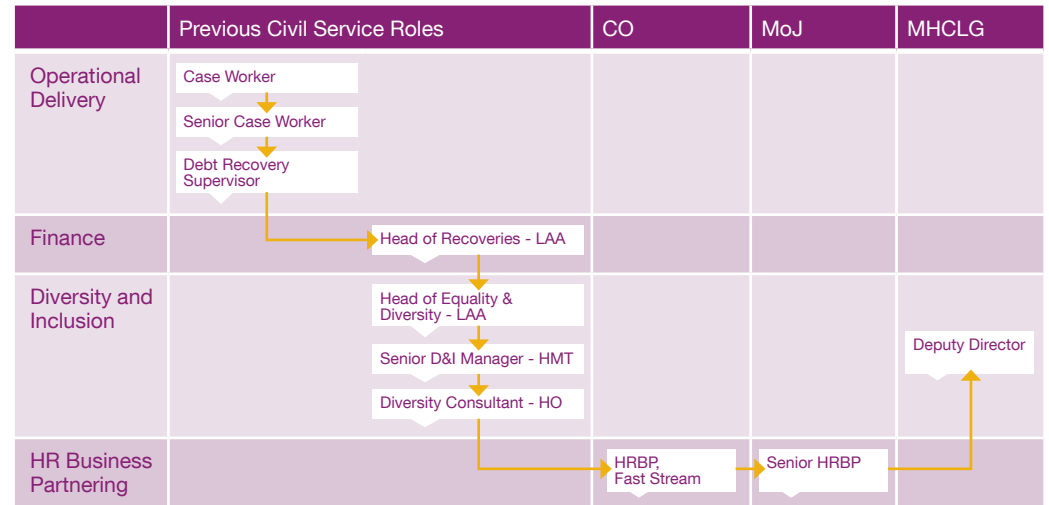 Previous Civil Service Roles
CO
MoJ
MHCLG
Operational
Delivery
Case Worker
Senior Case Worker
Debt Recovery
Supervisor
Finance
Head of Recoveries - LAA
Diversity and
Inclusion
Head of Equality &
Diversity - LAA
Senior D&I Manager - HMT
Diversity Consultant - HO
Deputy Director
HR Business
Partnering
HRBP,
Fast Stream
Senior HRBP